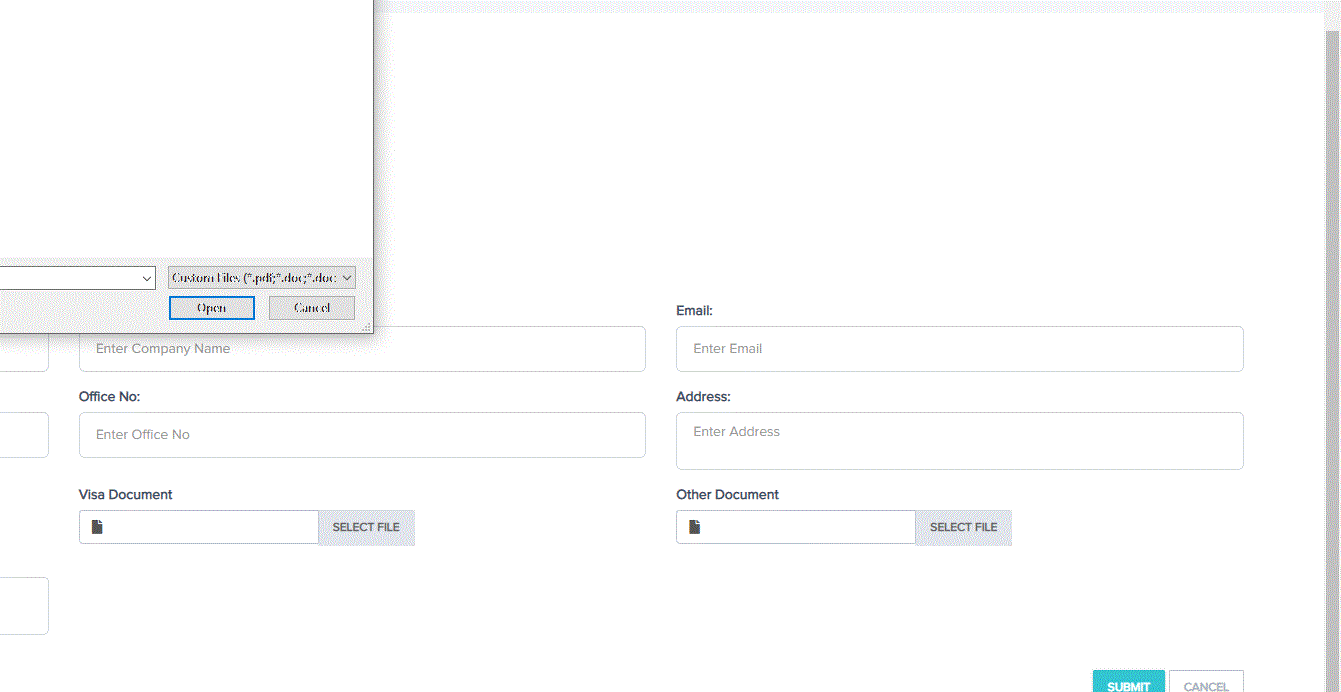 Custom Files (*.pdf;*.doc;*.doc
Open Cancel
Email:
Enter Company Name
Enter Email
Office No:
Address:
Enter Office No
Enter Address
Visa Document
Other Document
SELECT FILE
SELECT FILE
SUBMIT
CANCEL